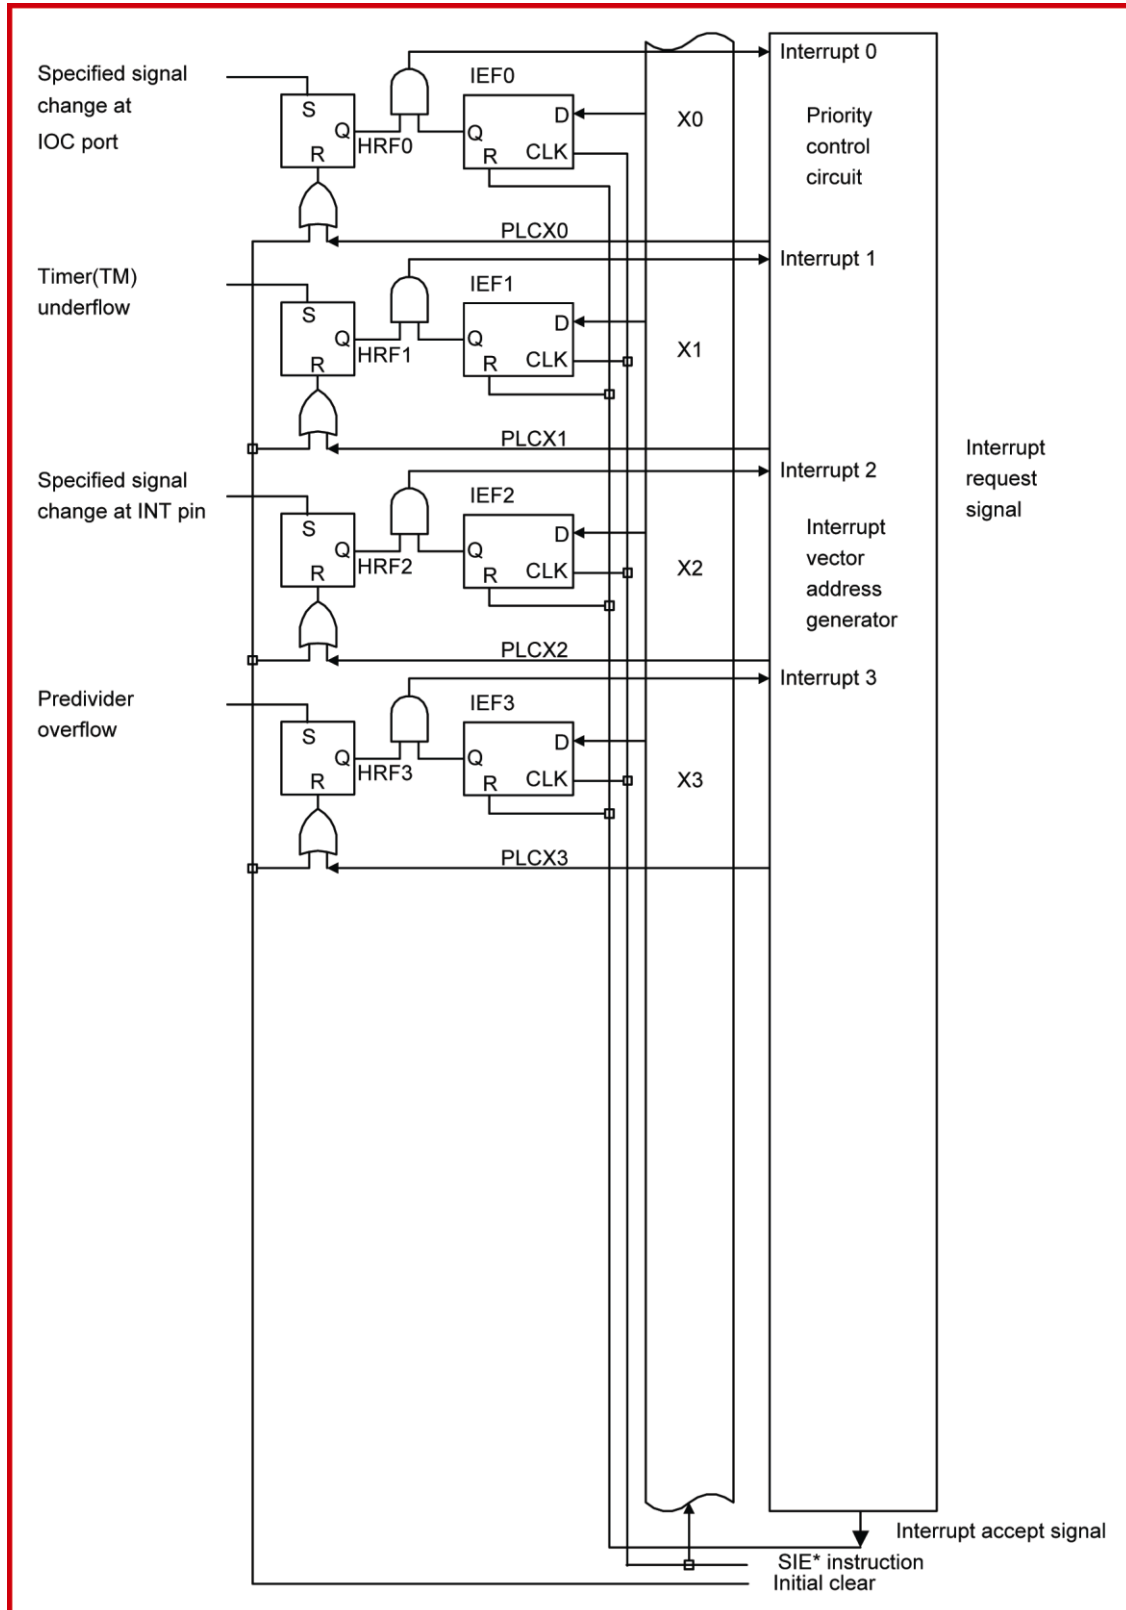 Specified signal
change at
IOC port
S
Q
R
HRF0
IEF0
D
Q
CLK
R
X0
Interrupt 0
Priority
control
circuit
PLCX0
Interrupt 1
Timer(TM)
underflow
S
Q
R
HRF1
IEF1
D
Q
CLK
R
X1
PLCX1
Interrupt 2
Interrupt
request
signal
Specified signal
change at INT pin
S
Q
R
HRF2
IEF2
D
Q
CLK
R
X2
Interrupt
vector
address
generator
PLCX2
Interrupt 3
Predivider
overflow
S
Q
R
HRF3
IEF3
D
Q
CLK
R
X3
PLCX3
Interrupt accept signal
SIE* instruction
Initial clear